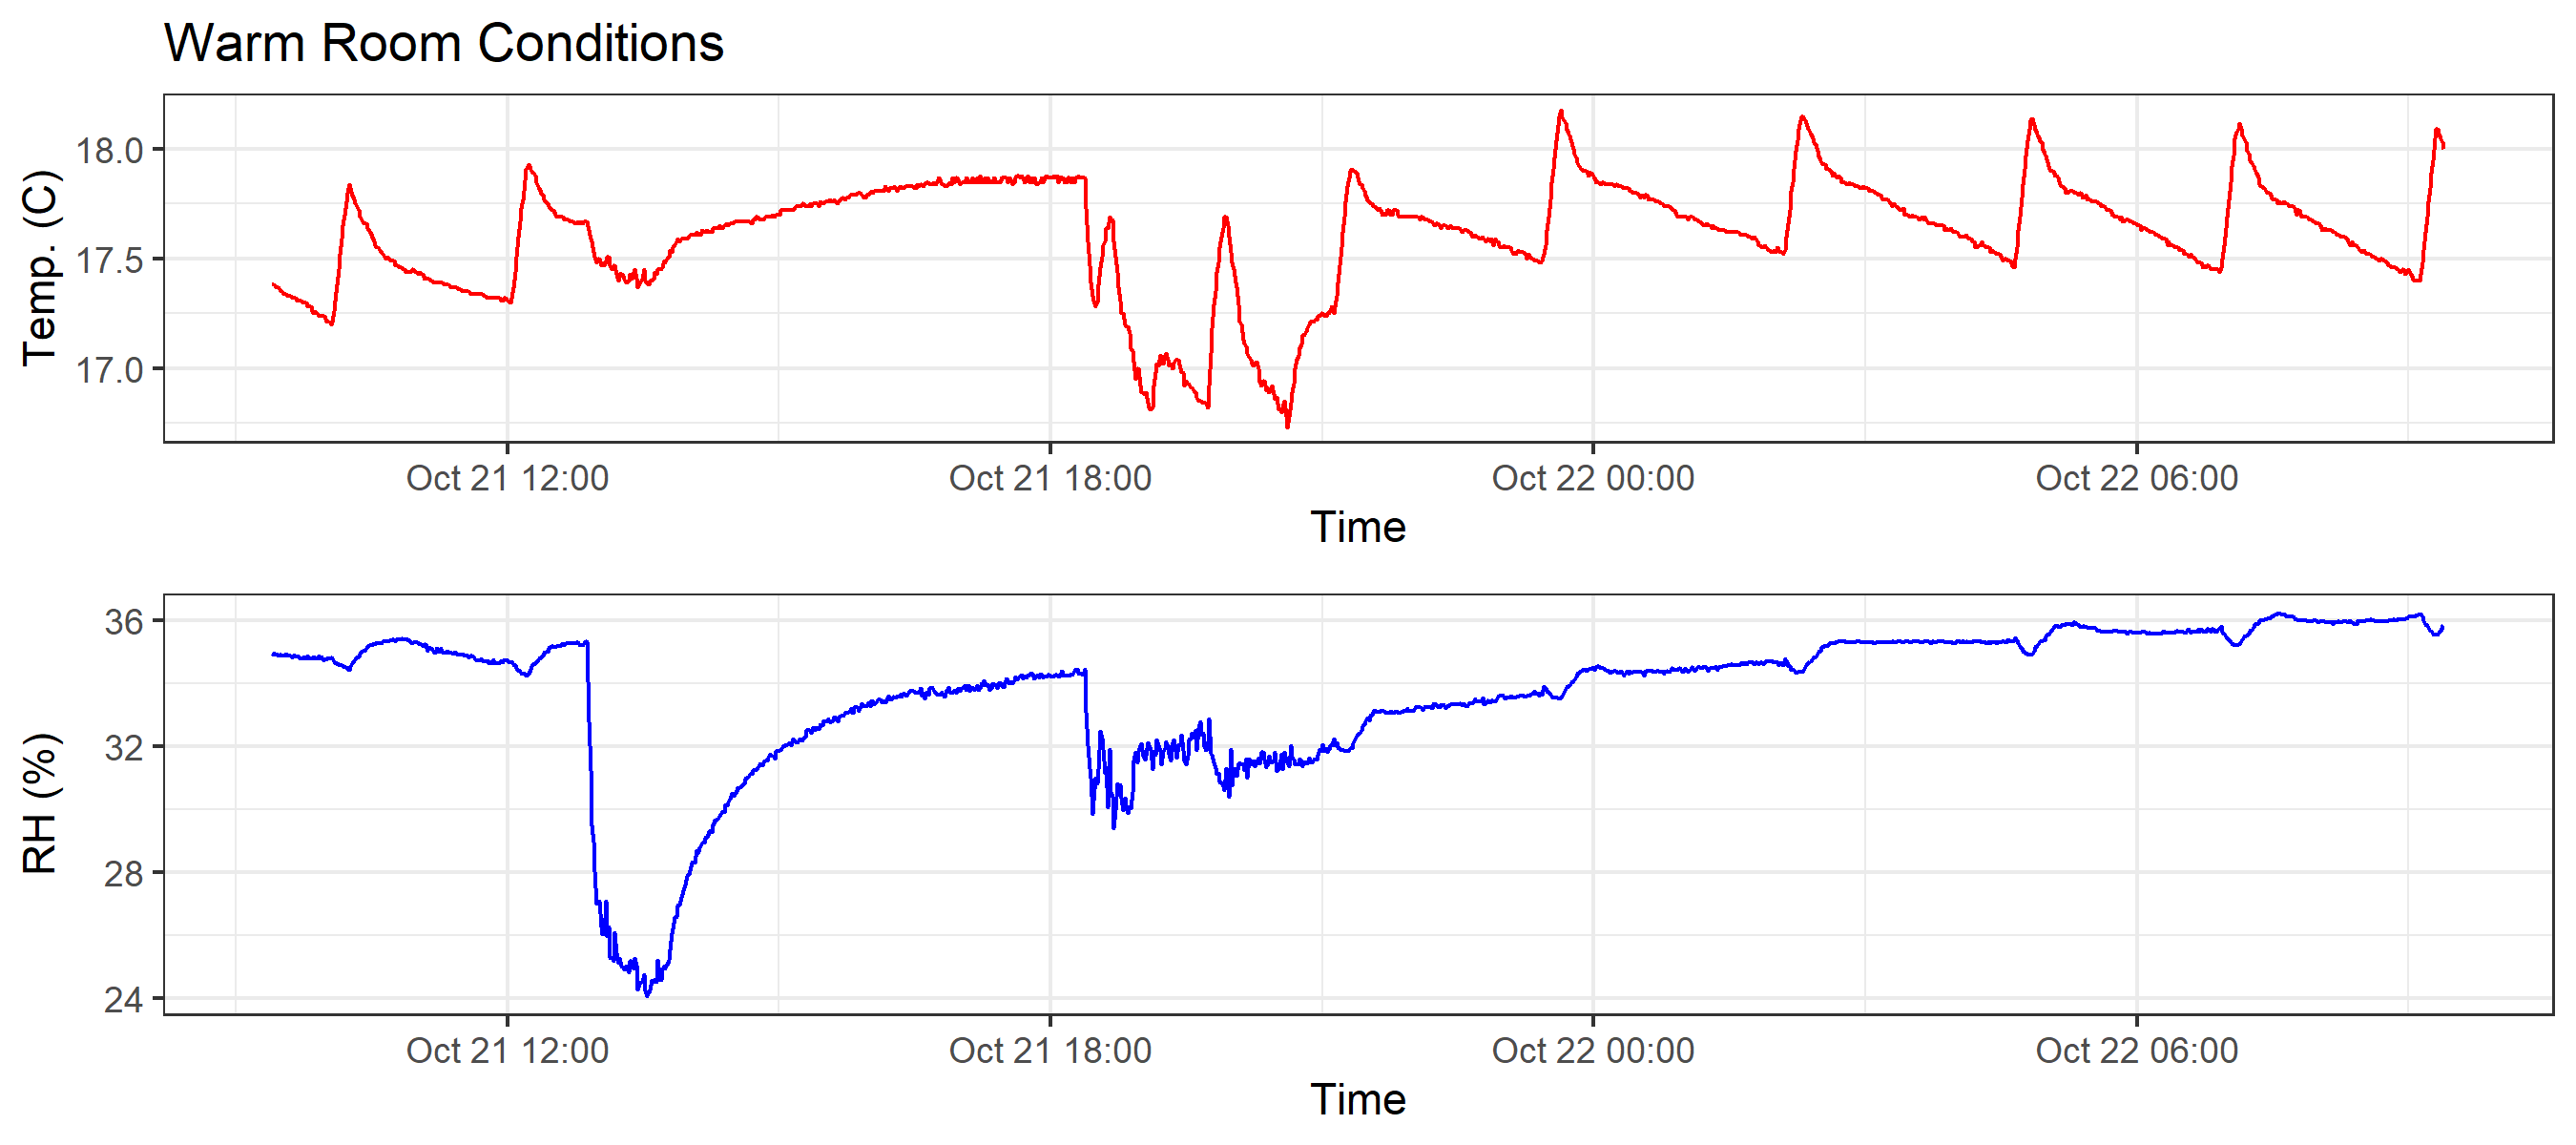 Warm Room Conditions
Temp. (C)
18.0
17.5
17.0
Oct 21 12:00 Oct 21 18:00 Oct 22 00:00 Oct 22 06:00
Time
RH (%)
36
32
28
24
Oct 21 12:00 Oct 21 18:00 Oct 22 00:00 Oct 22 06:00
Time